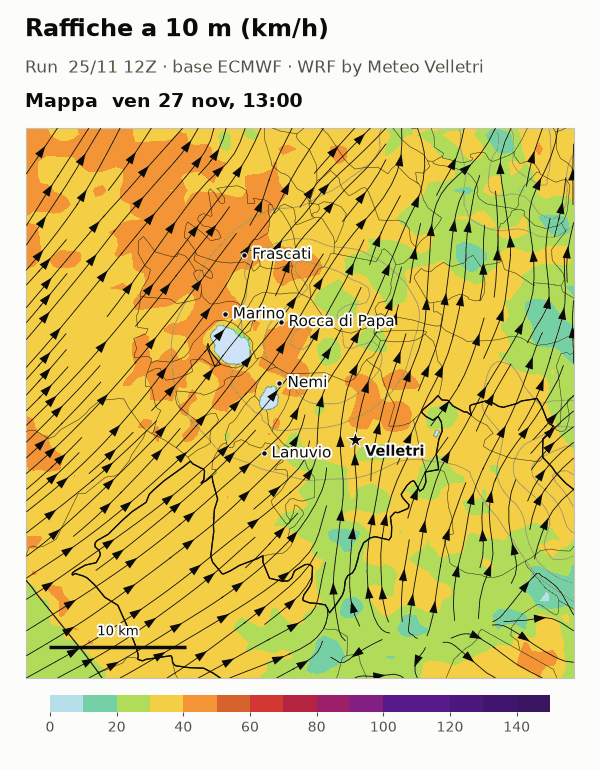 Raffiche a 10 m (km/h)
Run  25/11 12Z · base ECMWF · WRF by Meteo Velletri
Mappa  ven 27 nov, 13:00
Frascati
Marino
Rocca di Papa
Nemi
Velletri
Lanuvio
10 km
0 20 40 60 80 100 120 140